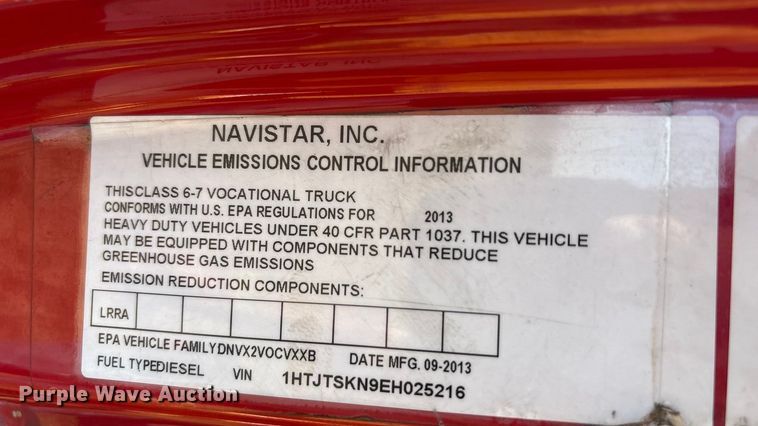 NAVISTAR, INC.
VEHICLE EMISSIONS CONTROL INFORMATION
THISCLASS 6-7 VOCATIONAL TRUCK
CONFORMS WITH U.S. EPA REGULATIONS FOR 2013
HEAVY DUTY VEHICLES UNDER 40 CFR PART 1037. THIS VEHICLE
MAY BE EQUIPPED WITH COMPONENTS THAT REDUCE
GREENHOUSE GAS EMISSIONS
EMISSION REDUCTION COMPONENTS:
LRRA
EPA VEHICLE FAMILYDNVX2VOCVXXB DATE MFG. 09-2013
FUEL TYPEDIESEL VIN 1HTJTSKN9EH025216
Purple Wave Auction